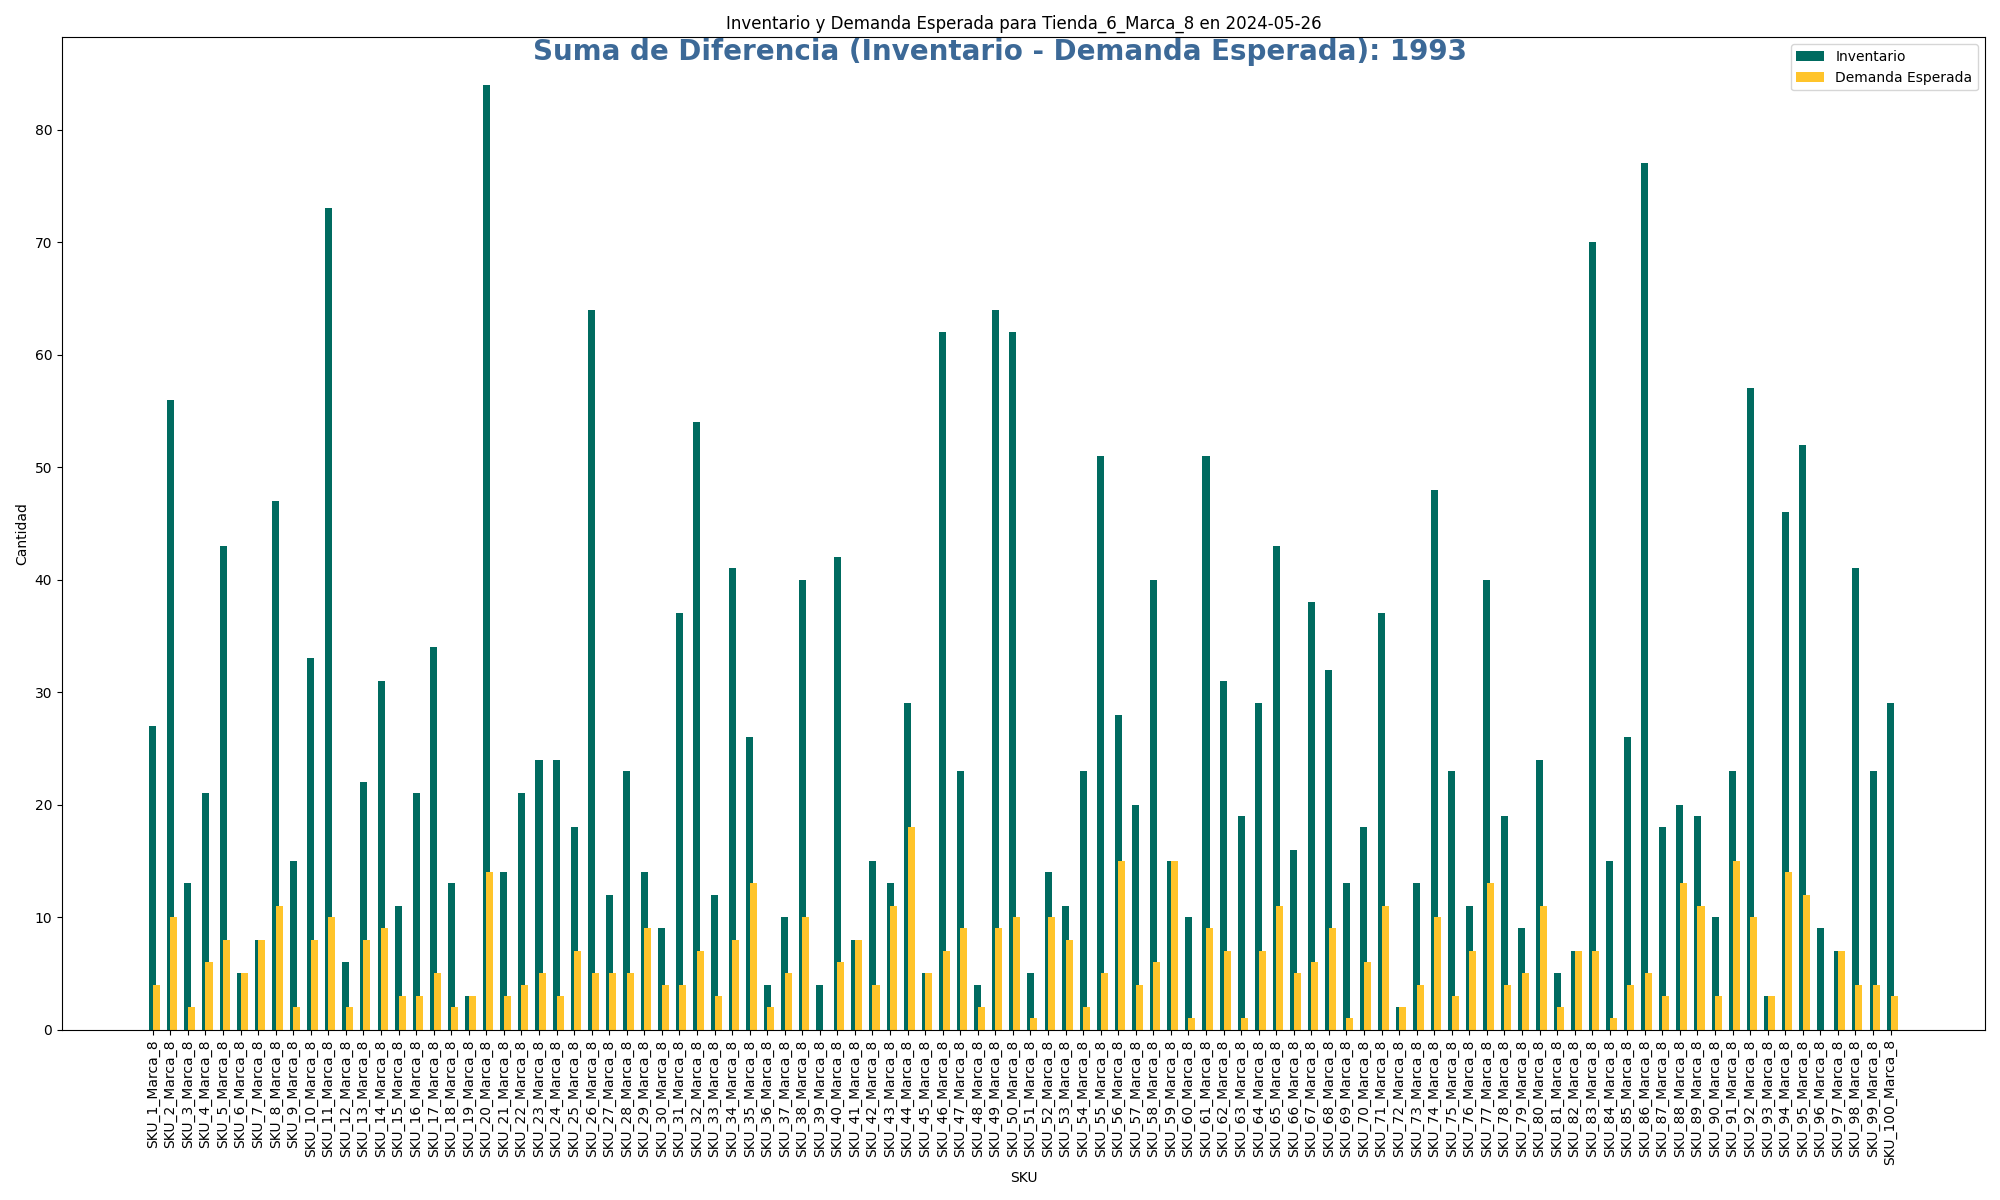 Inventario y Demanda Esperada para Tienda_6_Marca_8 en 2024-05-26
Suma de Diferencia (Inventario - Demanda Esperada): 1993
Inventario
Demanda Esperada
Cantidad
80
70
60
50
40
30
20
10
0
SKU_1_Marca_8
SKU_2_Marca_8
SKU_3_Marca_8
SKU_4_Marca_8
SKU_5_Marca_8
SKU_6_Marca_8
SKU_7_Marca_8
SKU_8_Marca_8
SKU_9_Marca_8
SKU_10_Marca_8
SKU_11_Marca_8
SKU_12_Marca_8
SKU_13_Marca_8
SKU_14_Marca_8
SKU_15_Marca_8
SKU_16_Marca_8
SKU_17_Marca_8
SKU_18_Marca_8
SKU_19_Marca_8
SKU_20_Marca_8
SKU_21_Marca_8
SKU_22_Marca_8
SKU_23_Marca_8
SKU_24_Marca_8
SKU_25_Marca_8
SKU_26_Marca_8
SKU_27_Marca_8
SKU_28_Marca_8
SKU_29_Marca_8
SKU_30_Marca_8
SKU_31_Marca_8
SKU_32_Marca_8
SKU_33_Marca_8
SKU_34_Marca_8
SKU_35_Marca_8
SKU_36_Marca_8
SKU_37_Marca_8
SKU_38_Marca_8
SKU_39_Marca_8
SKU_40_Marca_8
SKU_41_Marca_8
SKU_42_Marca_8
SKU_43_Marca_8
SKU_44_Marca_8
SKU_45_Marca_8
SKU_46_Marca_8
SKU_47_Marca_8
SKU_48_Marca_8
SKU_49_Marca_8
SKU_50_Marca_8
SKU_51_Marca_8
SKU_52_Marca_8
SKU_53_Marca_8
SKU_54_Marca_8
SKU_55_Marca_8
SKU_56_Marca_8
SKU_57_Marca_8
SKU_58_Marca_8
SKU_59_Marca_8
SKU_60_Marca_8
SKU_61_Marca_8
SKU_62_Marca_8
SKU_63_Marca_8
SKU_64_Marca_8
SKU_65_Marca_8
SKU_66_Marca_8
SKU_67_Marca_8
SKU_68_Marca_8
SKU_69_Marca_8
SKU_70_Marca_8
SKU_71_Marca_8
SKU_72_Marca_8
SKU_73_Marca_8
SKU_74_Marca_8
SKU_75_Marca_8
SKU_76_Marca_8
SKU_77_Marca_8
SKU_78_Marca_8
SKU_79_Marca_8
SKU_80_Marca_8
SKU_81_Marca_8
SKU_82_Marca_8
SKU_83_Marca_8
SKU_84_Marca_8
SKU_85_Marca_8
SKU_86_Marca_8
SKU_87_Marca_8
SKU_88_Marca_8
SKU_89_Marca_8
SKU_90_Marca_8
SKU_91_Marca_8
SKU_92_Marca_8
SKU_93_Marca_8
SKU_94_Marca_8
SKU_95_Marca_8
SKU_96_Marca_8
SKU_97_Marca_8
SKU_98_Marca_8
SKU_99_Marca_8
SKU_100_Marca_8
SKU